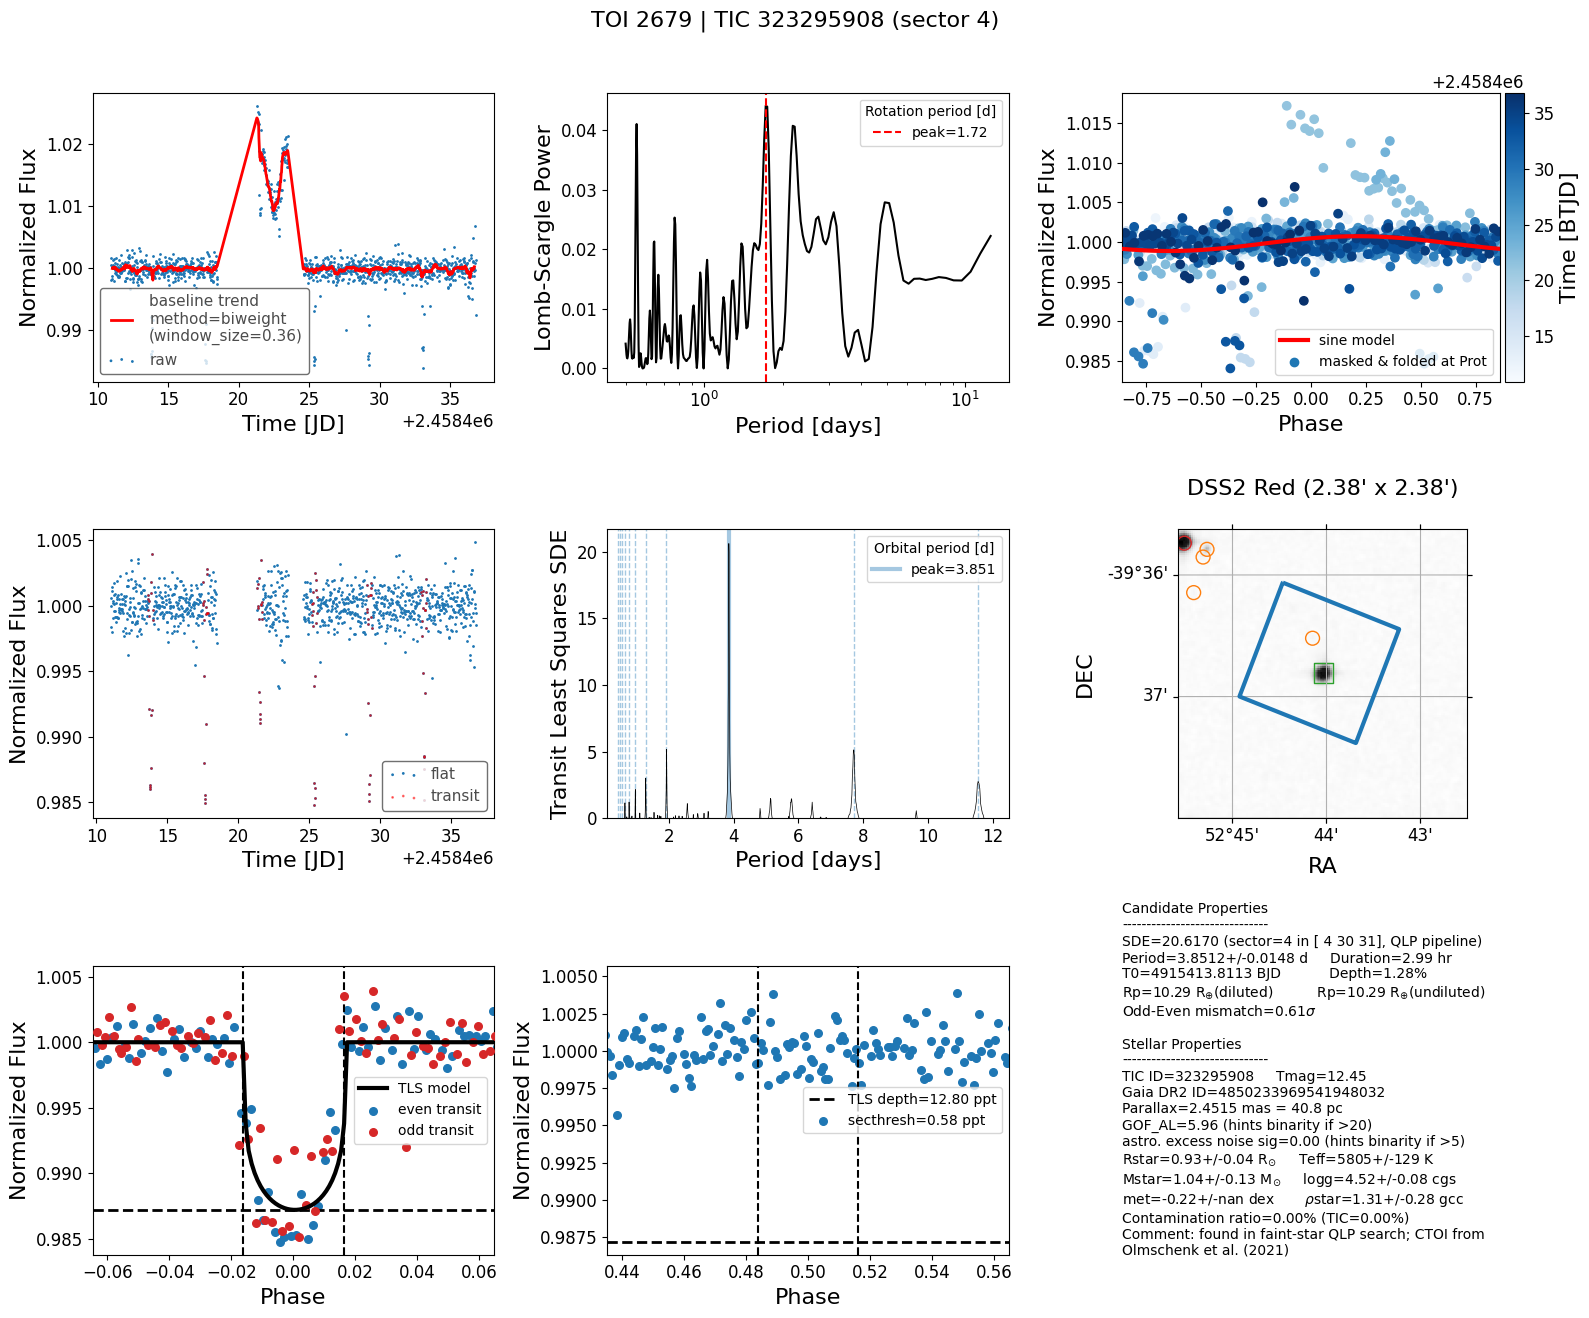 TOI 2679 | TIC 323295908 (sector 4)
Normalized Flux
1.02
1.01
1.00
0.99
baseline trend
method=biweight
(window_size=0.36)
raw
10 15 20 25 30 35
Time [JD]
+2.4584e6
Lomb-Scargle Power
0.04
0.03
0.02
0.01
0.00
Rotation period [d]
peak=1.72
10⁰ 10¹
Period [days]
+2.4584e6
Normalized Flux
1.015
1.010
1.005
1.000
0.995
0.990
0.985
sine model
masked & folded at Prot
−0.75 −0.50 −0.25 0.00 0.25 0.50 0.75
Phase
35
30
25
20
15
Time [BTJD]
Normalized Flux
1.005
1.000
0.995
0.990
0.985
flat
transit
10 15 20 25 30 35
Time [JD]
+2.4584e6
Transit Least Squares SDE
20
15
10
5
0
Orbital period [d]
peak=3.851
2 4 6 8 10 12
Period [days]
DSS2 Red (2.38' x 2.38')
DEC
-39°36'
37'
52°45' 44' 43'
RA
Normalized Flux
1.005
1.000
0.995
0.990
0.985
TLS model
even transit
odd transit
−0.06 −0.04 −0.02 0.00 0.02 0.04 0.06
Phase
Normalized Flux
1.0050
1.0025
1.0000
0.9975
0.9950
0.9925
0.9900
0.9875
TLS depth=12.80 ppt
secthresh=0.58 ppt
0.44 0.46 0.48 0.50 0.52 0.54 0.56
Phase
Candidate Properties
------------------------------
SDE=20.6170 (sector=4 in [ 4 30 31], QLP pipeline)
Period=3.8512+/-0.0148 d Duration=2.99 hr
T0=4915413.8113 BJD Depth=1.28%
Rp=10.29 R⊕(diluted) Rp=10.29 R⊕(undiluted)
Odd-Even mismatch=0.61σ
Stellar Properties
------------------------------
TIC ID=323295908 Tmag=12.45
Gaia DR2 ID=4850233969541948032
Parallax=2.4515 mas = 40.8 pc
GOF_AL=5.96 (hints binarity if >20)
astro. excess noise sig=0.00 (hints binarity if >5)
Rstar=0.93+/-0.04 R⊙ Teff=5805+/-129 K
Mstar=1.04+/-0.13 M⊙ logg=4.52+/-0.08 cgs
met=-0.22+/-nan dex ρstar=1.31+/-0.28 gcc
Contamination ratio=0.00% (TIC=0.00%)
Comment: found in faint-star QLP search; CTOI from
Olmschenk et al. (2021)